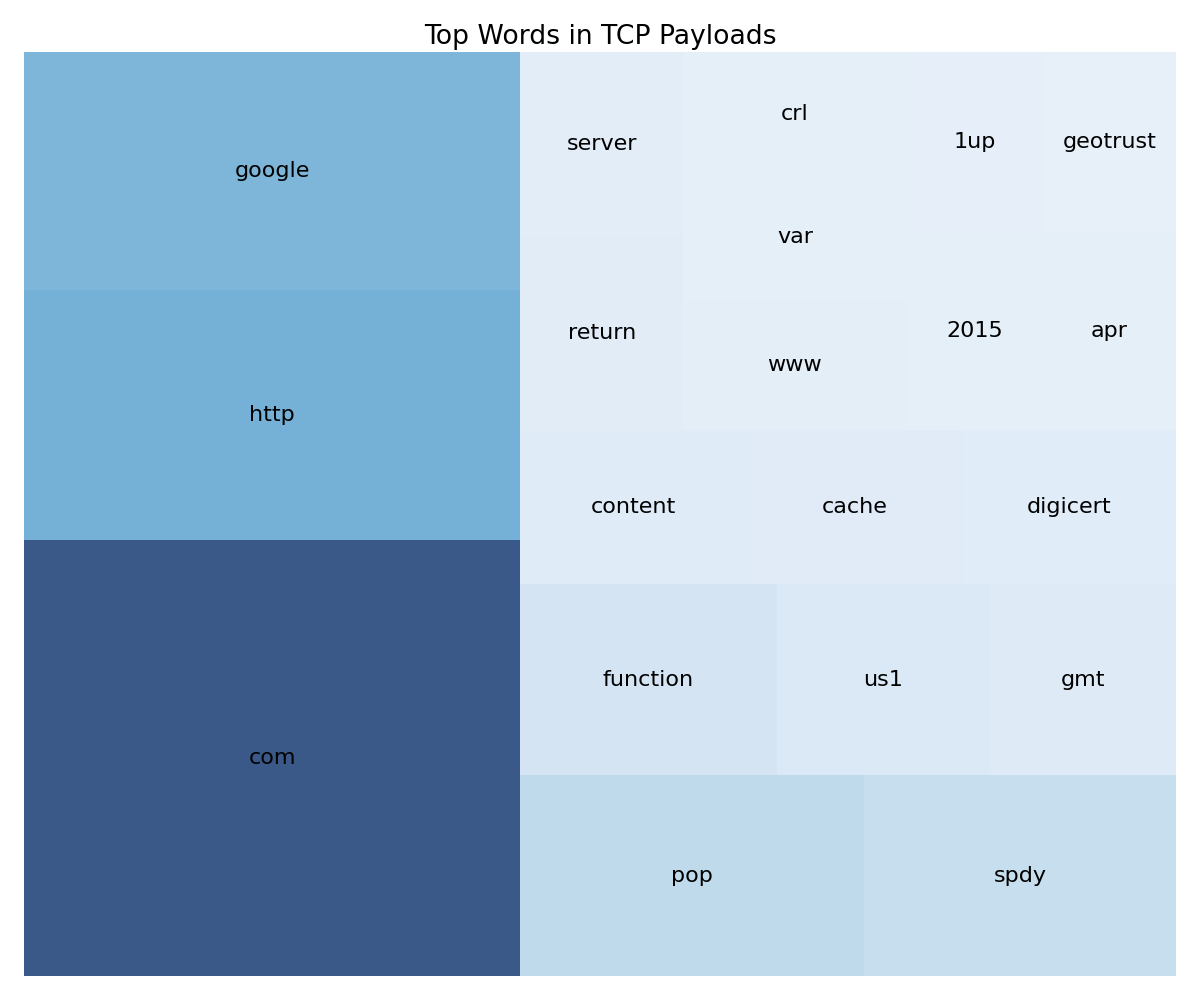 Top Words in TCP Payloads
google
http
com
server
crl
1up
geotrust
var
return
www
2015
apr
content
cache
digicert
function
us1
gmt
pop
spdy